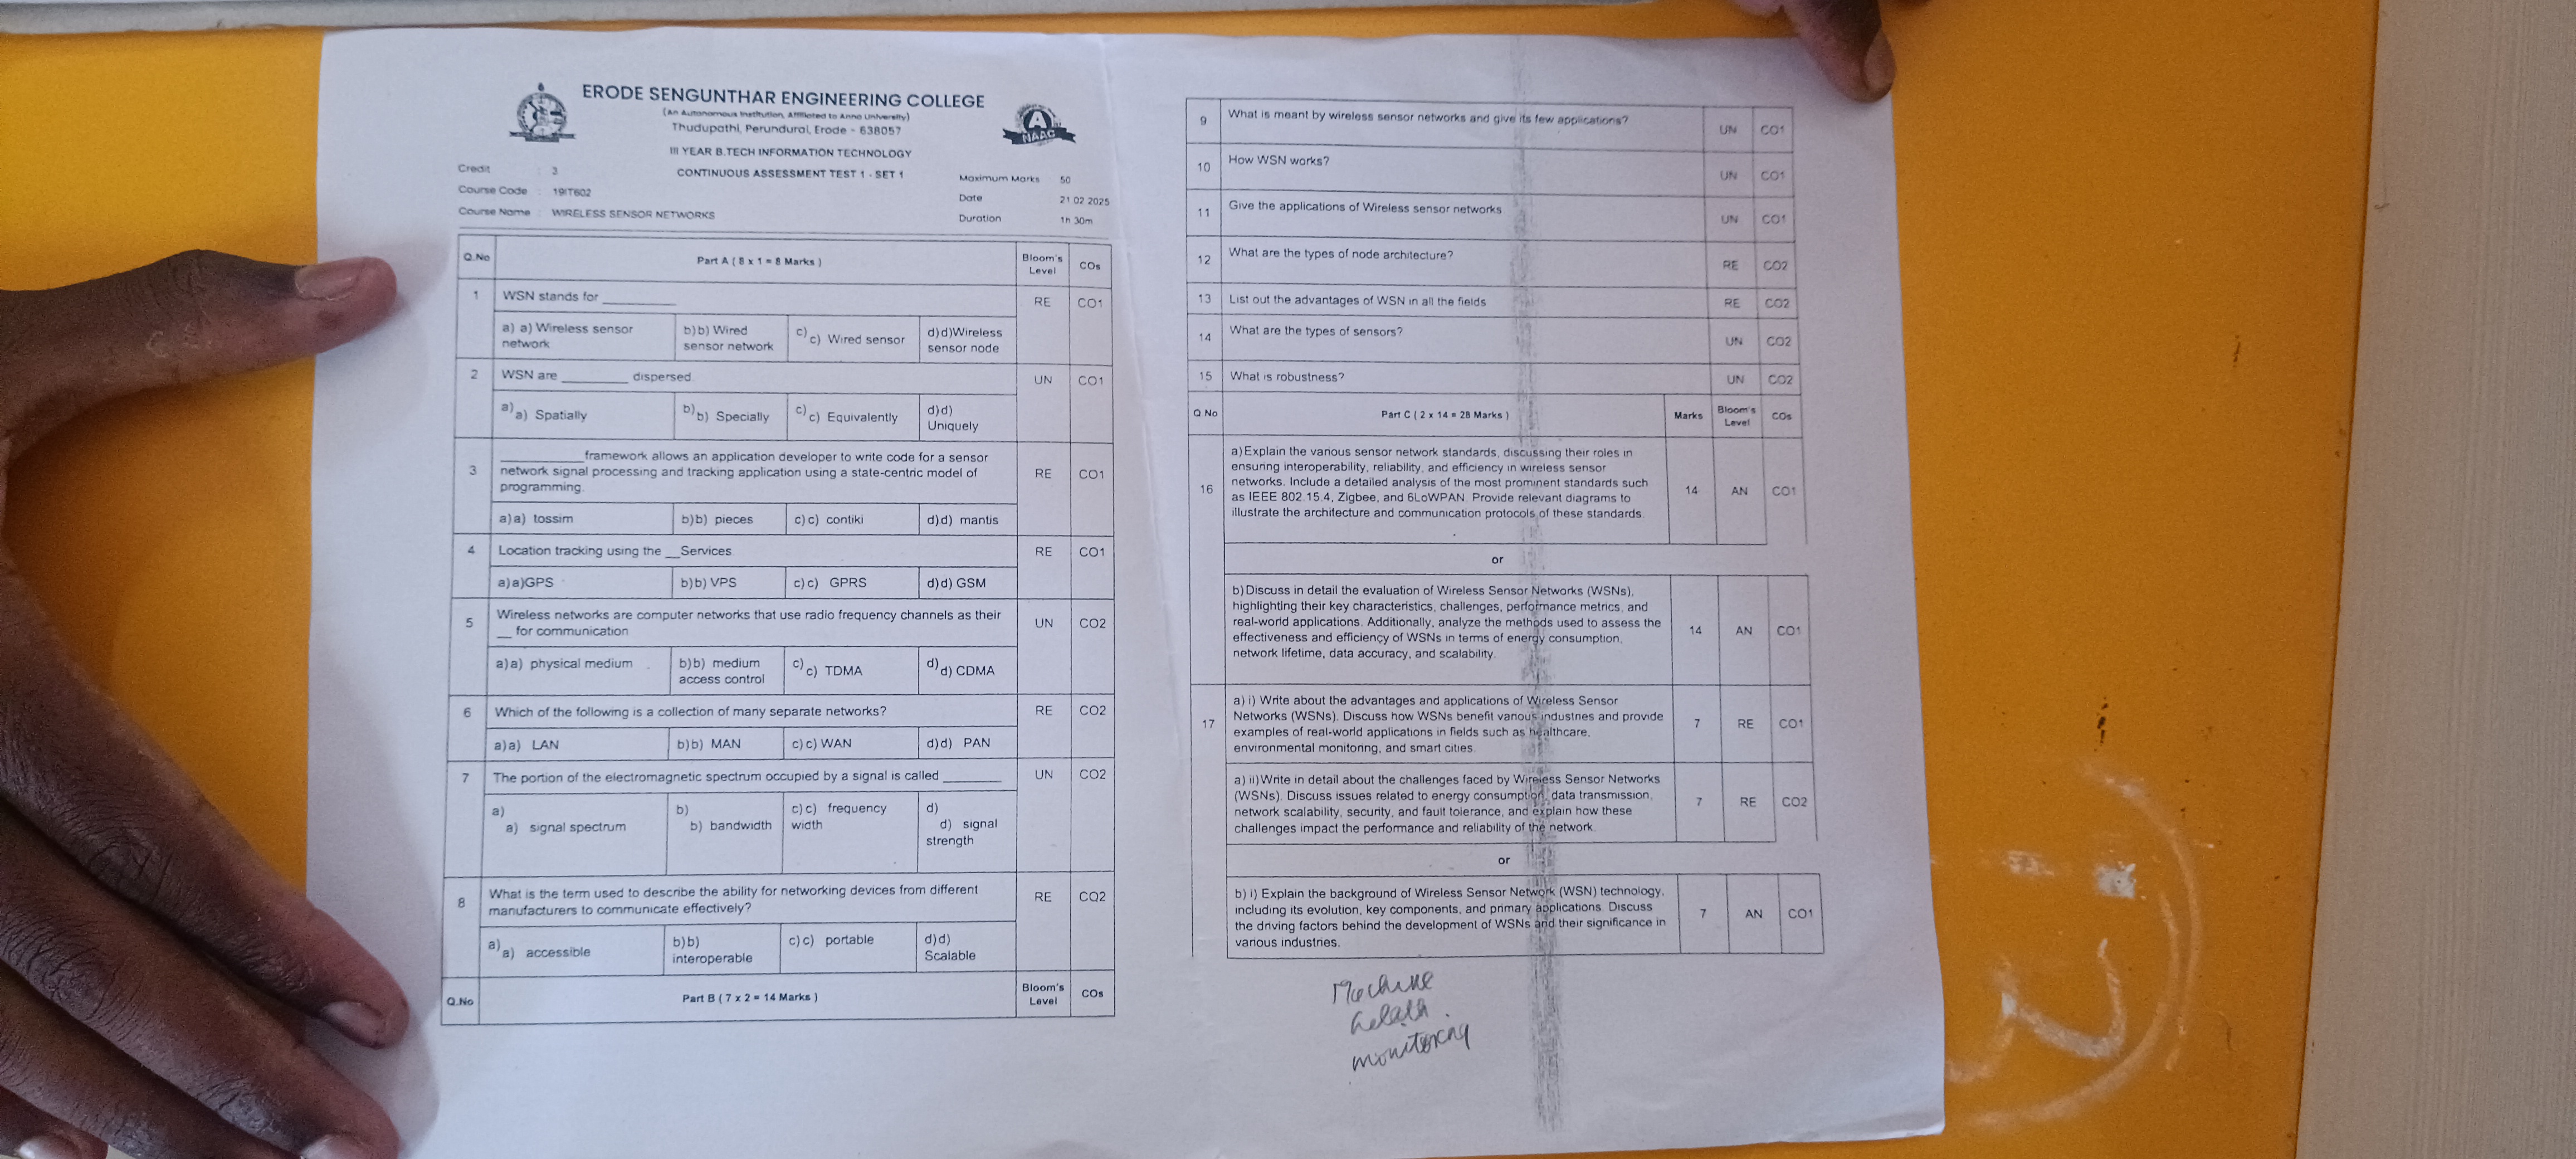 ERODE SENGUNTHAR ENGINEERING COLLEGE
(An Autonomous Institution, Affiliated to Anna University)
Thudupathi, Perundurai, Erode - 638057
III YEAR B.TECH INFORMATION TECHNOLOGY
CONTINUOUS ASSESSMENT TEST 1 - SET 1
NAAC
A
Credit : 3
Course Code : 19IT602
Course Name : WIRELESS SENSOR NETWORKS
Maximum Marks 50
Date 21 02 2025
Duration 1h 30m
Q.No Part A ( 8 x 1 = 8 Marks ) Bloom's Level COs
1 WSN stands for __________ RE CO1
a) a) Wireless sensor network b)b) Wired sensor network c) c) Wired sensor d)d)Wireless sensor node
2 WSN are _________ dispersed UN CO1
a) a) Spatially b) b) Specially c) c) Equivalently d)d) Uniquely
3 ____________framework allows an application developer to write code for a sensor
network signal processing and tracking application using a state-centric model of
programming. RE CO1
a)a) tossim b)b) pieces c)c) contiki d)d) mantis
4 Location tracking using the __Services RE CO1
a)a)GPS b)b) VPS c)c) GPRS d)d) GSM
5 Wireless networks are computer networks that use radio frequency channels as their
__ for communication UN CO2
a)a) physical medium b)b) medium access control c) c) TDMA d) d) CDMA
6 Which of the following is a collection of many separate networks? RE CO2
a)a) LAN b)b) MAN c)c) WAN d)d) PAN
7 The portion of the electromagnetic spectrum occupied by a signal is called ________ UN CO2
a) a) signal spectrum b) b) bandwidth c)c) frequency width d) d) signal strength
8 What is the term used to describe the ability for networking devices from different
manufacturers to communicate effectively? RE CO2
a) a) accessible b)b) interoperable c)c) portable d)d) Scalable
Q.No Part B ( 7 x 2 = 14 Marks ) Bloom's Level COs
9 What is meant by wireless sensor networks and give its few applications? UN CO1
10 How WSN works? UN CO1
11 Give the applications of Wireless sensor networks UN CO1
12 What are the types of node architecture? RE CO2
13 List out the advantages of WSN in all the fields RE CO2
14 What are the types of sensors? UN CO2
15 What is robustness? UN CO2
Q No Part C ( 2 x 14 = 28 Marks ) Marks Bloom's Level COs
16 a)Explain the various sensor network standards, discussing their roles in
ensuring interoperability, reliability, and efficiency in wireless sensor
networks. Include a detailed analysis of the most prominent standards such
as IEEE 802.15.4, Zigbee, and 6LoWPAN. Provide relevant diagrams to
illustrate the architecture and communication protocols of these standards. 14 AN CO1
or
b)Discuss in detail the evaluation of Wireless Sensor Networks (WSNs),
highlighting their key characteristics, challenges, performance metrics, and
real-world applications. Additionally, analyze the methods used to assess the
effectiveness and efficiency of WSNs in terms of energy consumption,
network lifetime, data accuracy, and scalability. 14 AN CO1
17 a) i) Write about the advantages and applications of Wireless Sensor
Networks (WSNs). Discuss how WSNs benefit various industries and provide
examples of real-world applications in fields such as healthcare,
environmental monitoring, and smart cities. 7 RE CO1
a) ii)Write in detail about the challenges faced by Wireless Sensor Networks
(WSNs). Discuss issues related to energy consumption, data transmission,
network scalability, security, and fault tolerance, and explain how these
challenges impact the performance and reliability of the network. 7 RE CO2
or
b) i) Explain the background of Wireless Sensor Network (WSN) technology,
including its evolution, key components, and primary applications. Discuss
the driving factors behind the development of WSNs and their significance in
various industries. 7 AN CO1
Machine
monitoring